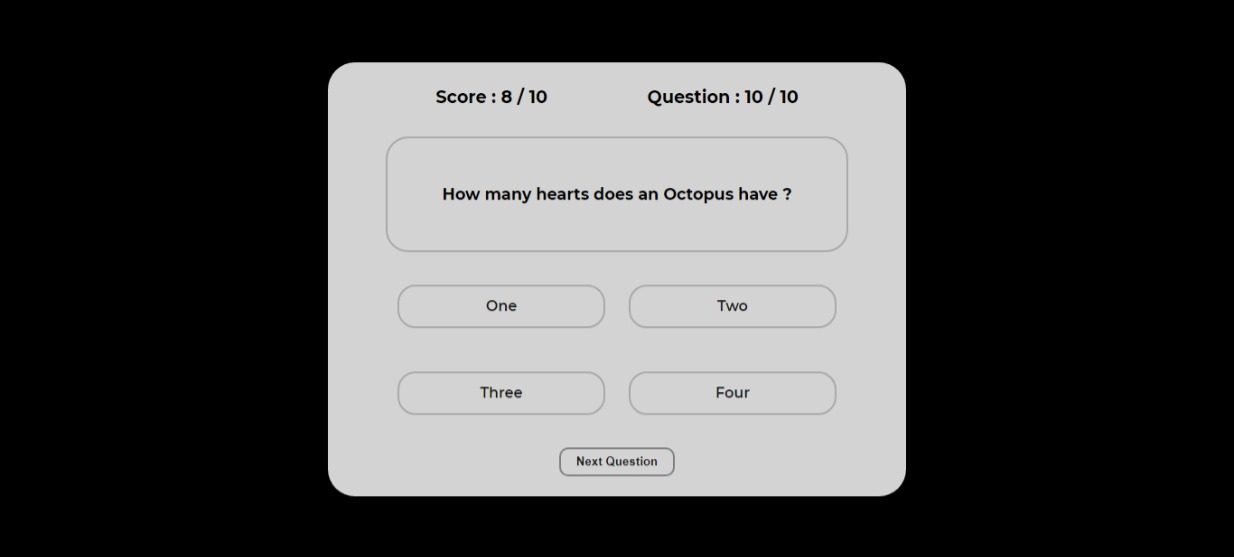 Score : 8 / 10
Question : 10 / 10
How many hearts does an Octopus have ?
One
Two
Three
Four
Next Question